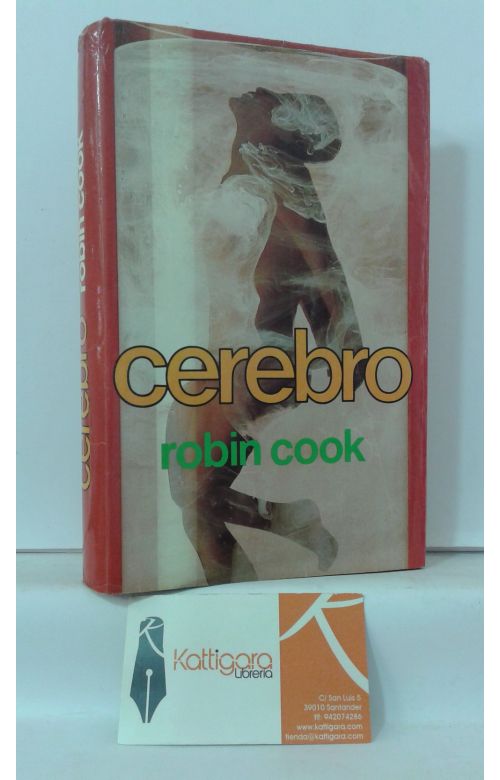 cerebro robin cook
cerebro
robin cook
Kattigara
Librería
C/ San Luis 5
39010 Santander
tlf: 942074286
www.kattigara.com
tienda@kattigara.com